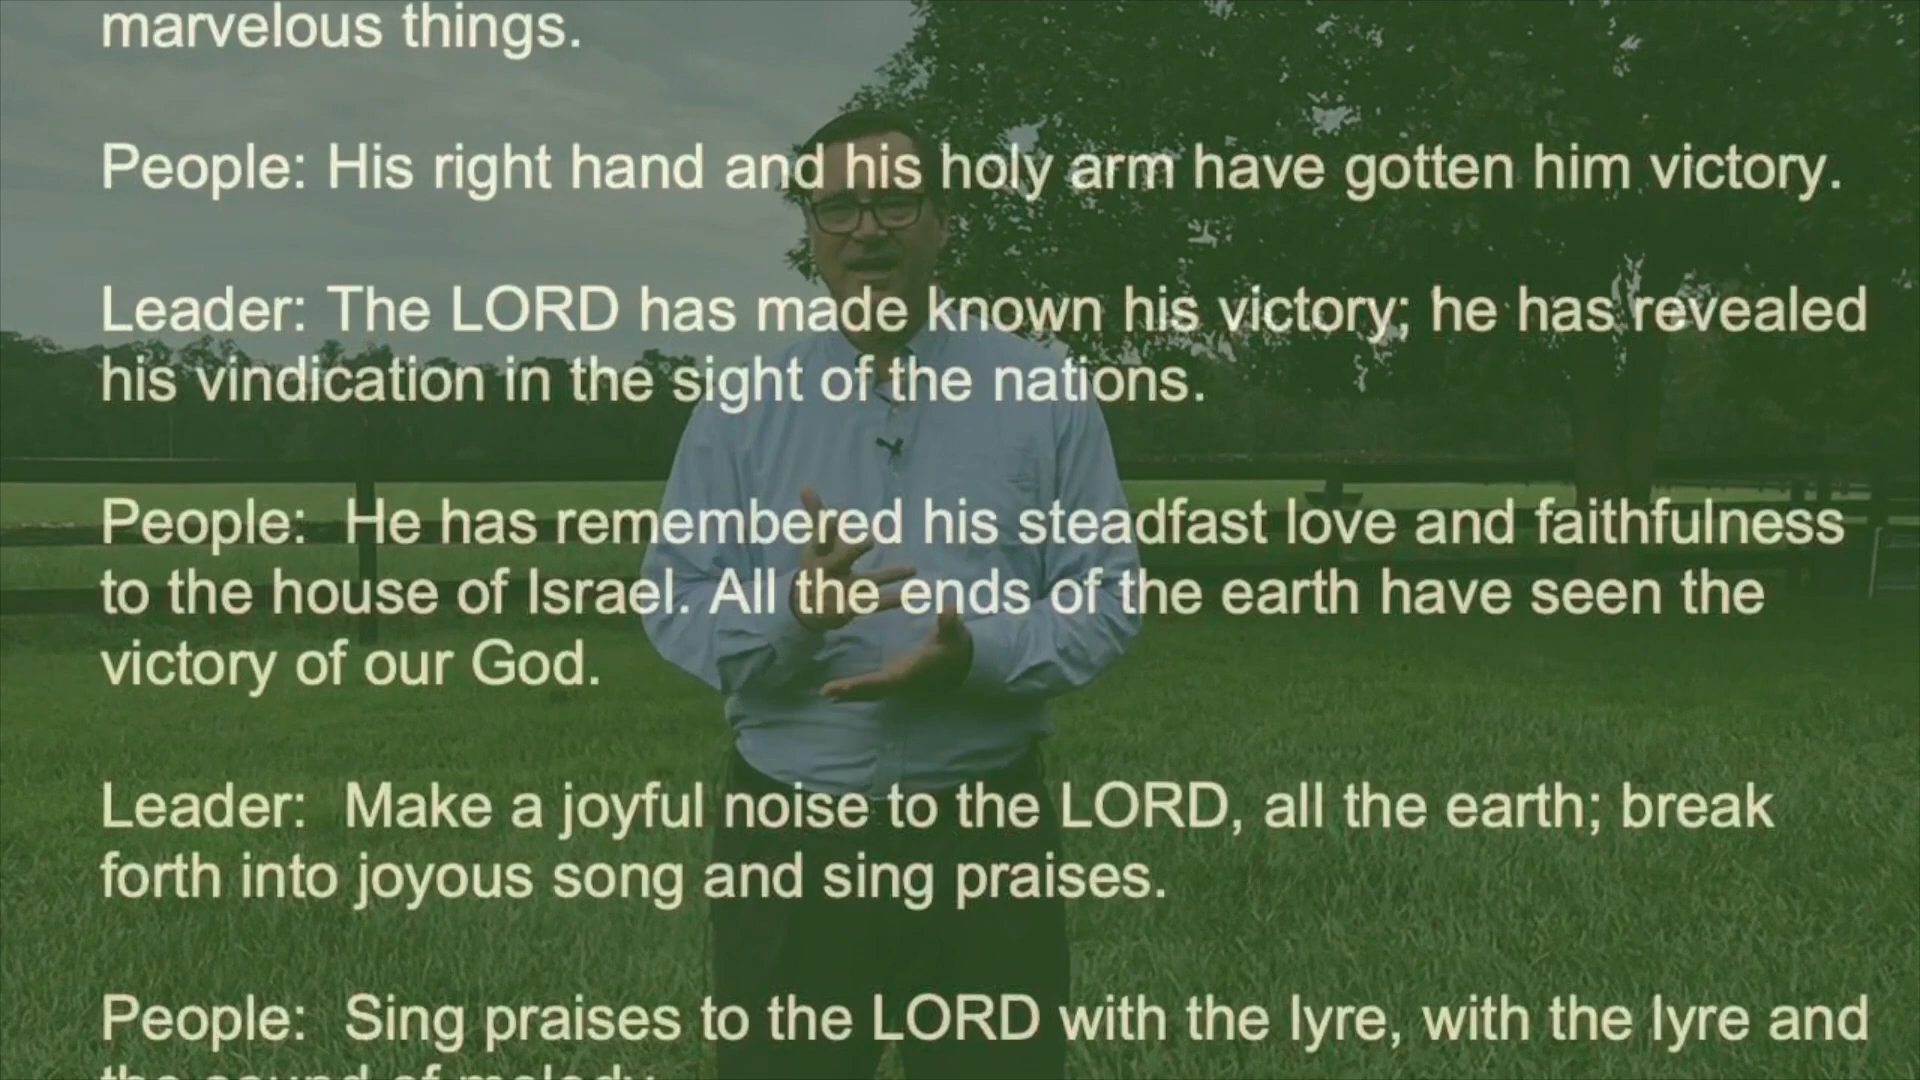 marvelous things.
People: His right hand and his holy arm have gotten him victory.
Leader: The LORD has made known his victory; he has revealed
his vindication in the sight of the nations.
People: He has remembered his steadfast love and faithfulness
to the house of Israel. All the ends of the earth have seen the
victory of our God.
Leader: Make a joyful noise to the LORD, all the earth; break
forth into joyous song and sing praises.
People: Sing praises to the LORD with the lyre, with the lyre and
the sound of melody.